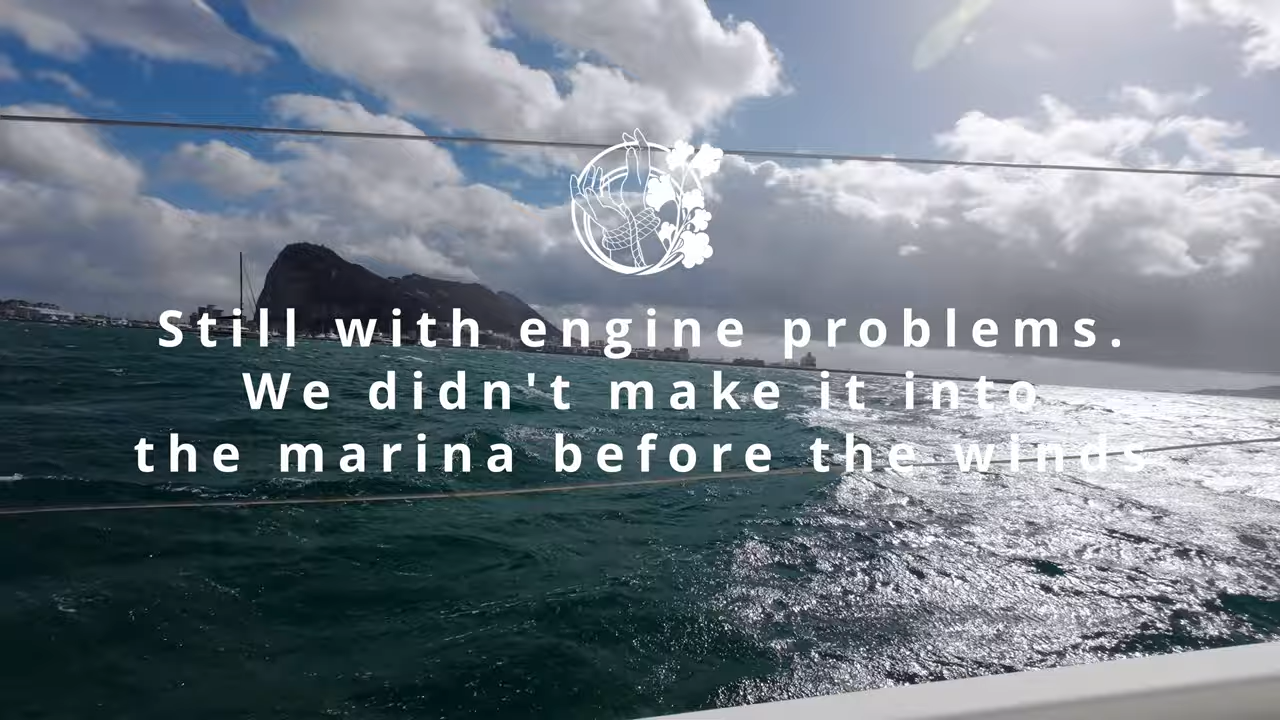 Still with engine problems.
We didn't make it into
the marina before the winds